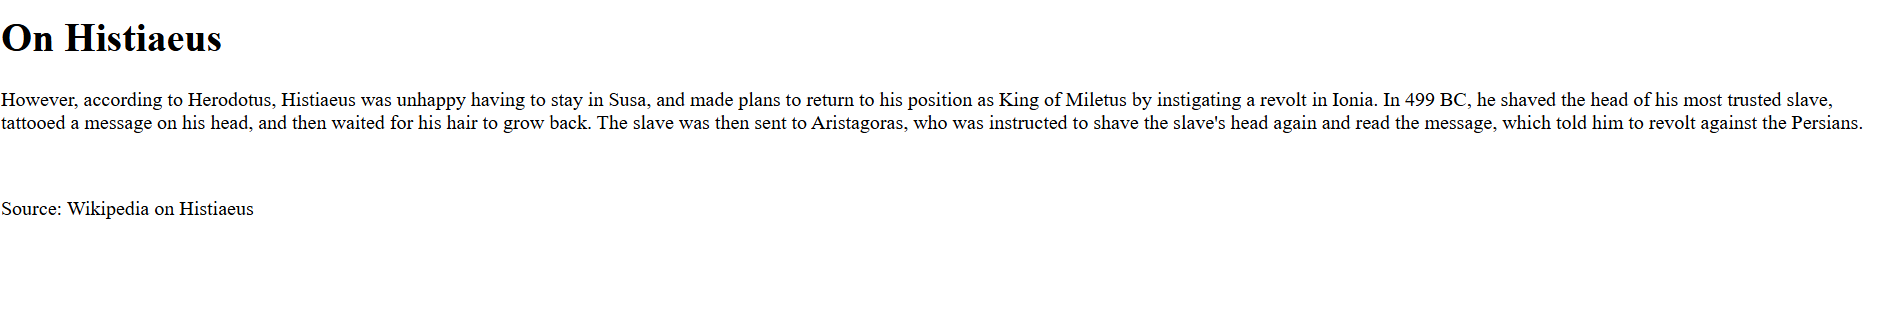 On Histiaeus
However, according to Herodotus, Histiaeus was unhappy having to stay in Susa, and made plans to return to his position as King of Miletus by instigating a revolt in Ionia. In 499 BC, he shaved the head of his most trusted slave,
tattooed a message on his head, and then waited for his hair to grow back. The slave was then sent to Aristagoras, who was instructed to shave the slave's head again and read the message, which told him to revolt against the Persians.
Source: Wikipedia on Histiaeus